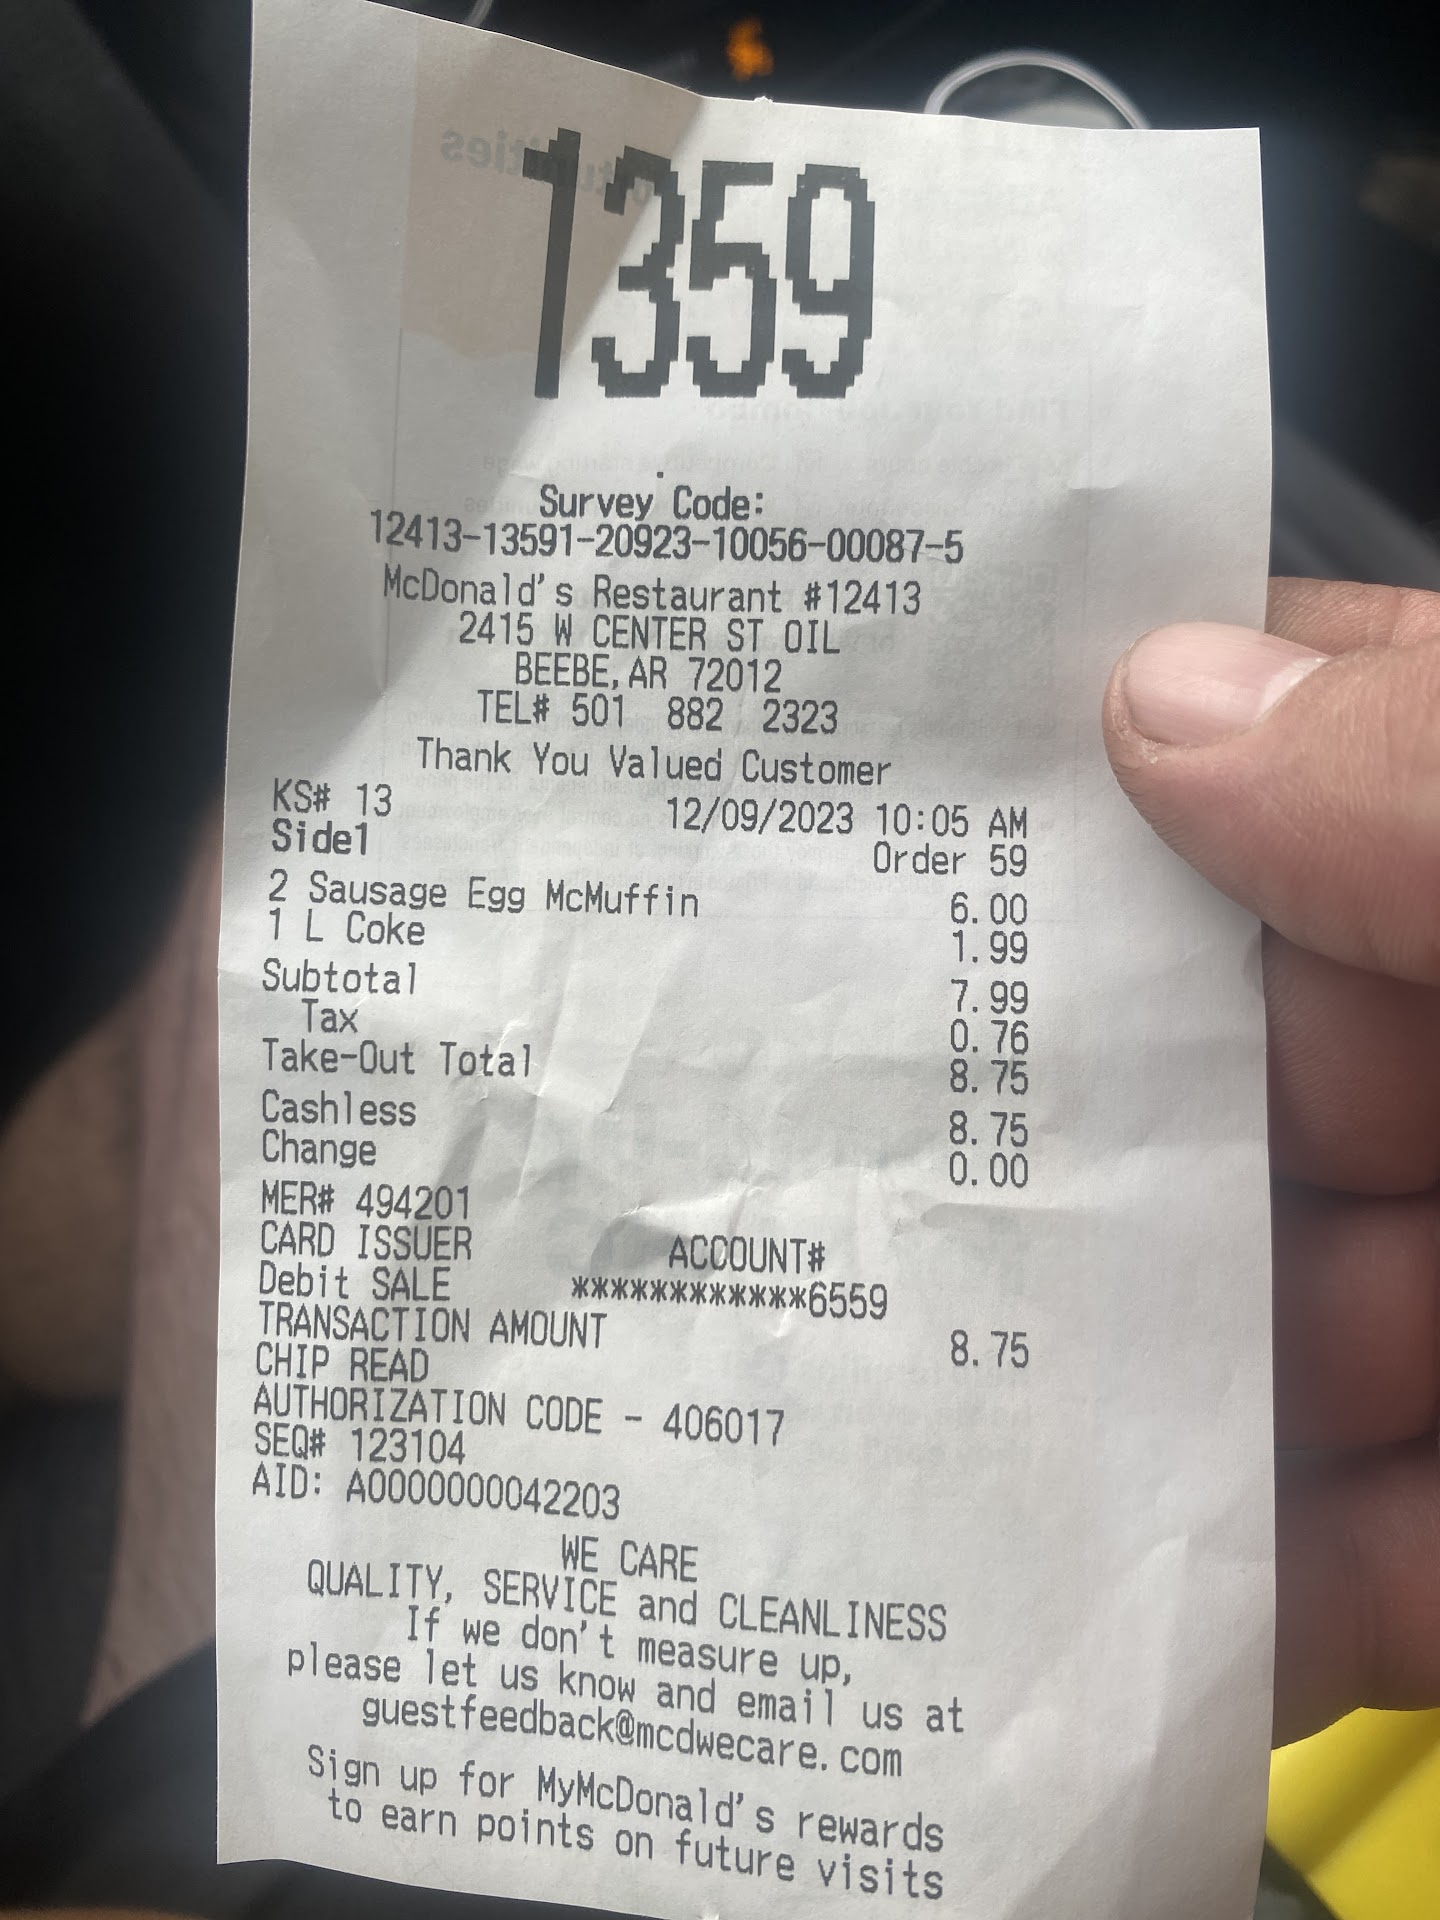 1359
.
Survey Code:
12413-13591-20923-10056-00087-5
McDonald's Restaurant #12413
2415 W CENTER ST OIL
BEEBE, AR 72012
TEL# 501 882 2323
Thank You Valued Customer
KS# 13 12/09/2023 10:05 AM
Side1 Order 59
2 Sausage Egg McMuffin 6.00
1 L Coke 1.99
Subtotal 7.99
Tax 0.76
Take-Out Total 8.75
Cashless 8.75
Change 0.00
MER# 494201
CARD ISSUER ACCOUNT#
Debit SALE ************6559
TRANSACTION AMOUNT 8.75
CHIP READ
AUTHORIZATION CODE - 406017
SEQ# 123104
AID: A0000000042203
WE CARE
QUALITY, SERVICE and CLEANLINESS
If we don't measure up,
please let us know and email us at
guestfeedback@mcdwecare.com
Sign up for MyMcDonald's rewards
to earn points on future visits